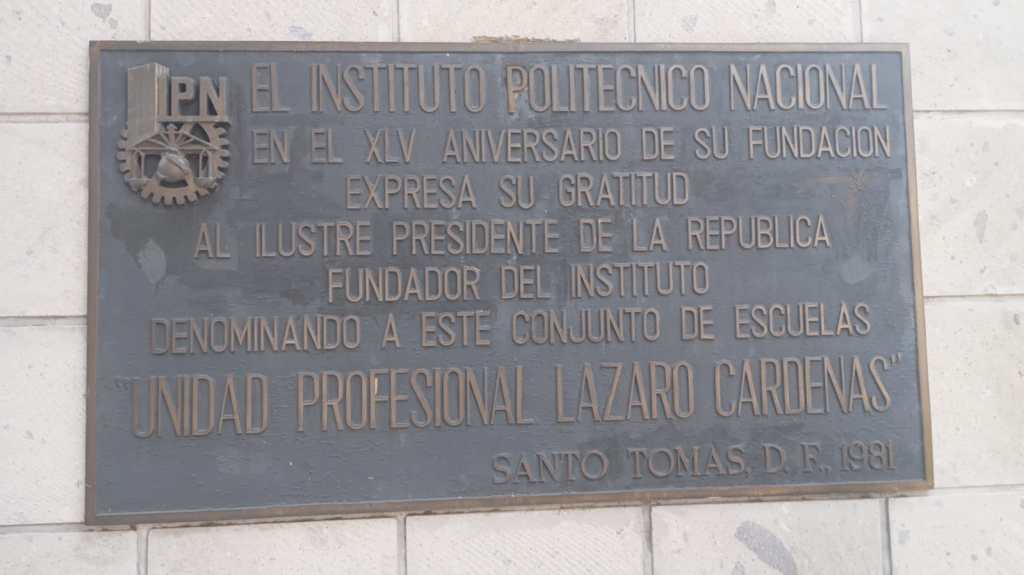 IPN
EL INSTITUTO POLITECNICO NACIONAL
EN EL XLV ANIVERSARIO DE SU FUNDACION
EXPRESA SU GRATITUD
AL ILUSTRE PRESIDENTE DE LA REPUBLICA
FUNDADOR DEL INSTITUTO
DENOMINANDO A ESTE CONJUNTO DE ESCUELAS
"UNIDAD PROFESIONAL LAZARO CARDENAS"
SANTO TOMAS, D. F., 1981